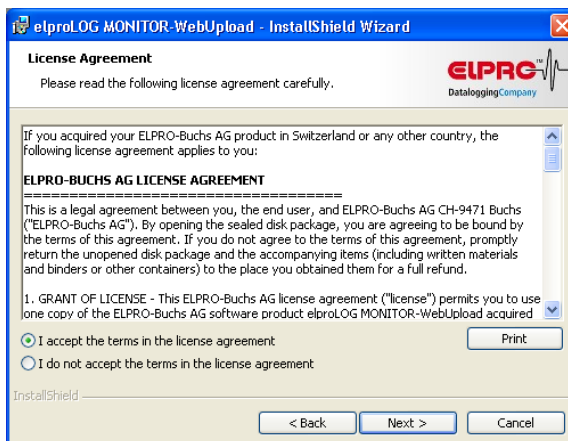 elproLOG MONITOR-WebUpload - InstallShield Wizard
License Agreement
Please read the following license agreement carefully.
ELPRO™
DataloggingCompany
If you acquired your ELPRO-Buchs AG product in Switzerland or any other country, the
following license agreement applies to you:
ELPRO-BUCHS AG LICENSE AGREEMENT
=====================================
This is a legal agreement between you, the end user, and ELPRO-Buchs AG CH-9471 Buchs
("ELPRO-Buchs AG"). By opening the sealed disk package, you are agreeing to be bound by
the terms of this agreement. If you do not agree to the terms of this agreement, promptly
return the unopened disk package and the accompanying items (including written materials
and binders or other containers) to the place you obtained them for a full refund.
1. GRANT OF LICENSE - This ELPRO-Buchs AG license agreement ("license") permits you to use
one copy of the ELPRO-Buchs AG software product elproLOG MONITOR-WebUpload acquired
I accept the terms in the license agreement
Print
I do not accept the terms in the license agreement
InstallShield
< Back
Next >
Cancel